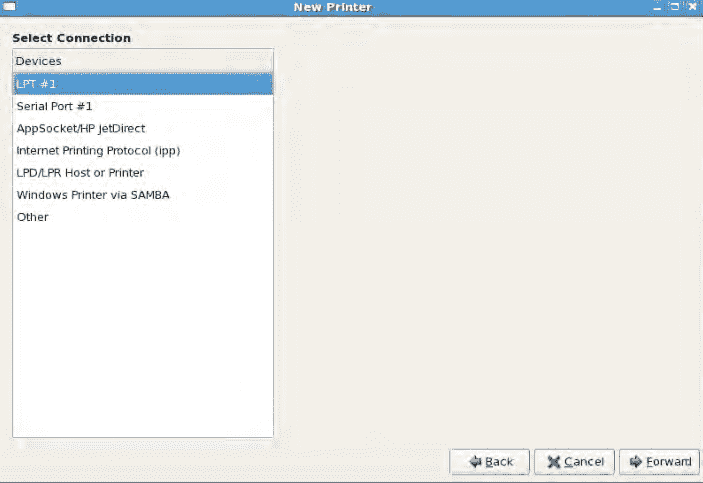 New Printer
Select Connection
Devices
LPT #1
Serial Port #1
AppSocket/HP JetDirect
Internet Printing Protocol (ipp)
LPD/LPR Host or Printer
Windows Printer via SAMBA
Other
Back
Cancel
Forward